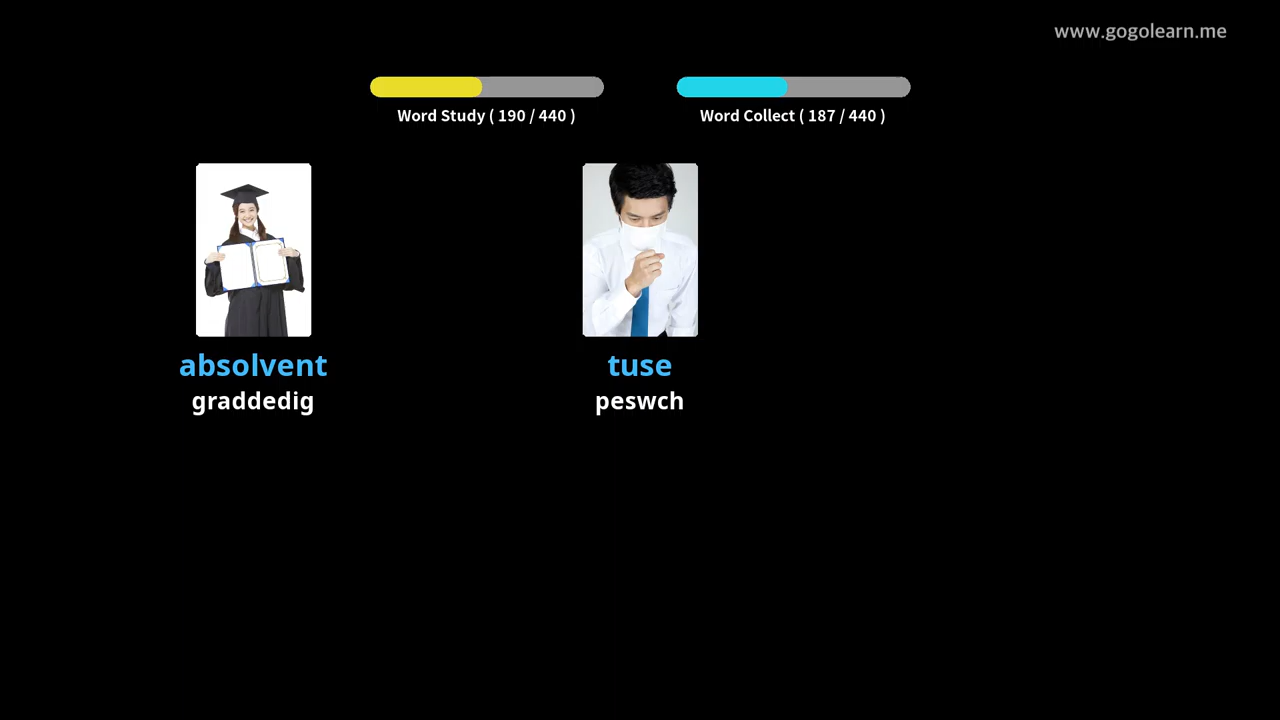 www.gogolearn.me
Word Study ( 190 / 440 )
Word Collect ( 187 / 440 )
absolvent
graddedig
tuse
peswch